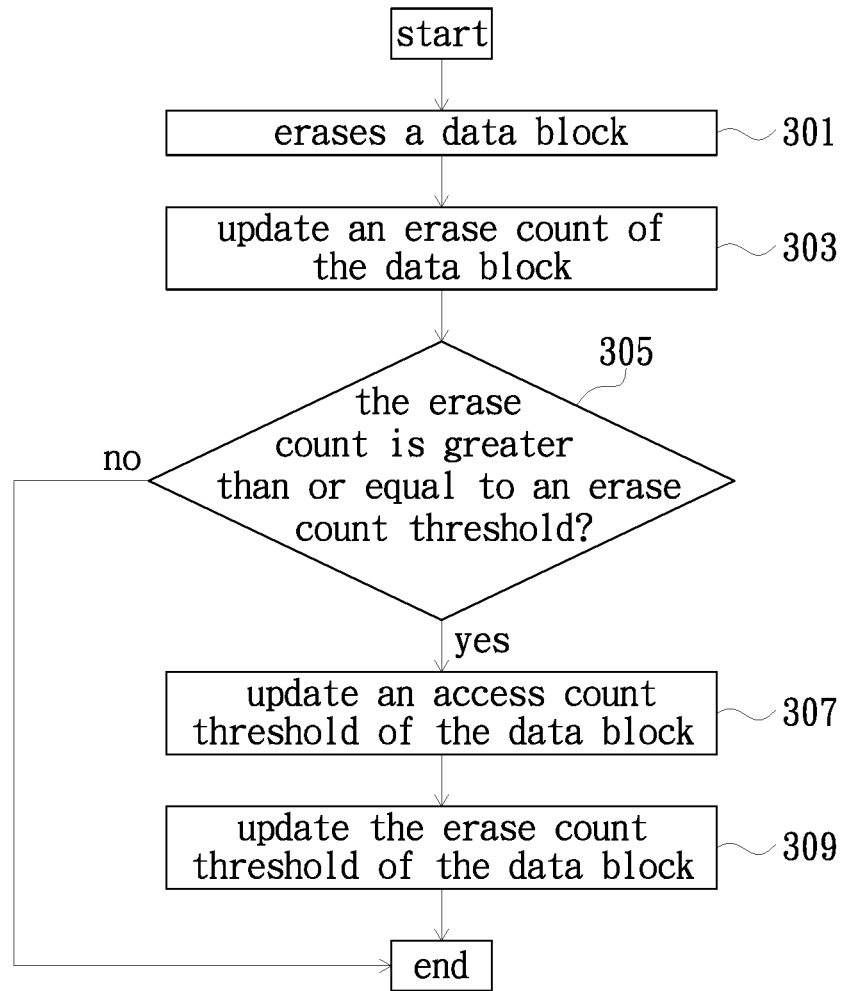 start
erases a data block
301
update an erase count of
the data block
303
305
the erase
count is greater
than or equal to an erase
count threshold?
no
yes
update an access count
threshold of the data block
307
update the erase count
threshold of the data block
309
end